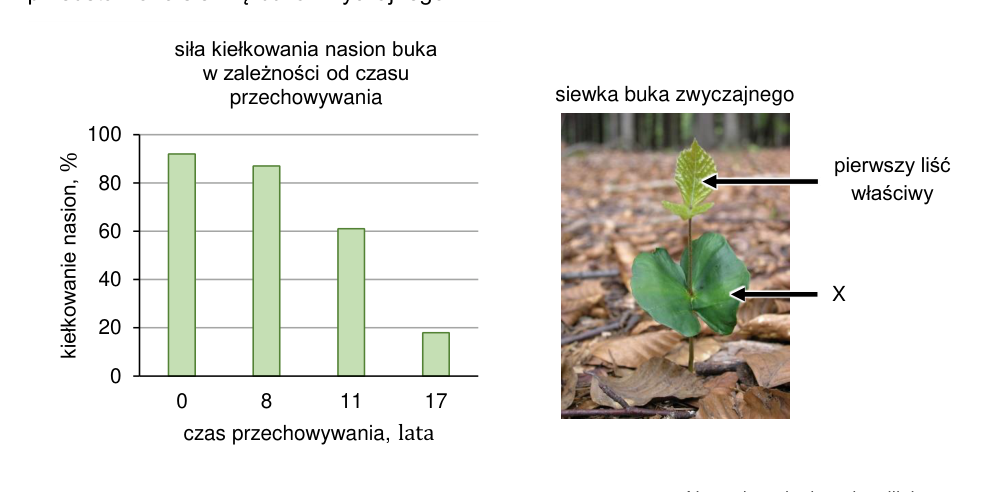 siła kiełkowania nasion buka
w zależności od czasu
przechowywania
kiełkowanie nasion, %
100
80
60
40
20
0
0 8 11 17
czas przechowywania, lata
siewka buka zwyczajnego
pierwszy liść
właściwy
X